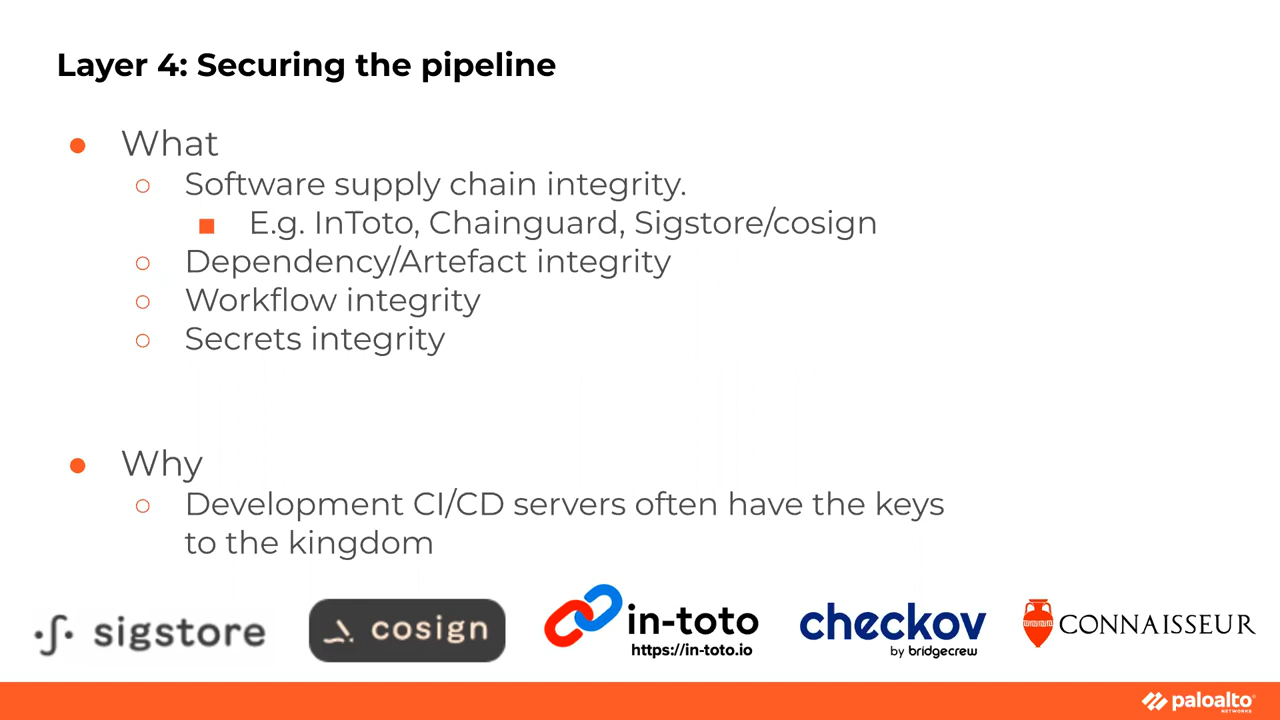 Layer 4: Securing the pipeline
● What
○ Software supply chain integrity.
■ E.g. InToto, Chainguard, Sigstore/cosign
○ Dependency/Artefact integrity
○ Workflow integrity
○ Secrets integrity
● Why
○ Development CI/CD servers often have the keys
to the kingdom
sigstore
cosign
in-toto
https://in-toto.io
checkov
by bridgecrew
CONNAISSEUR
paloalto
NETWORKS